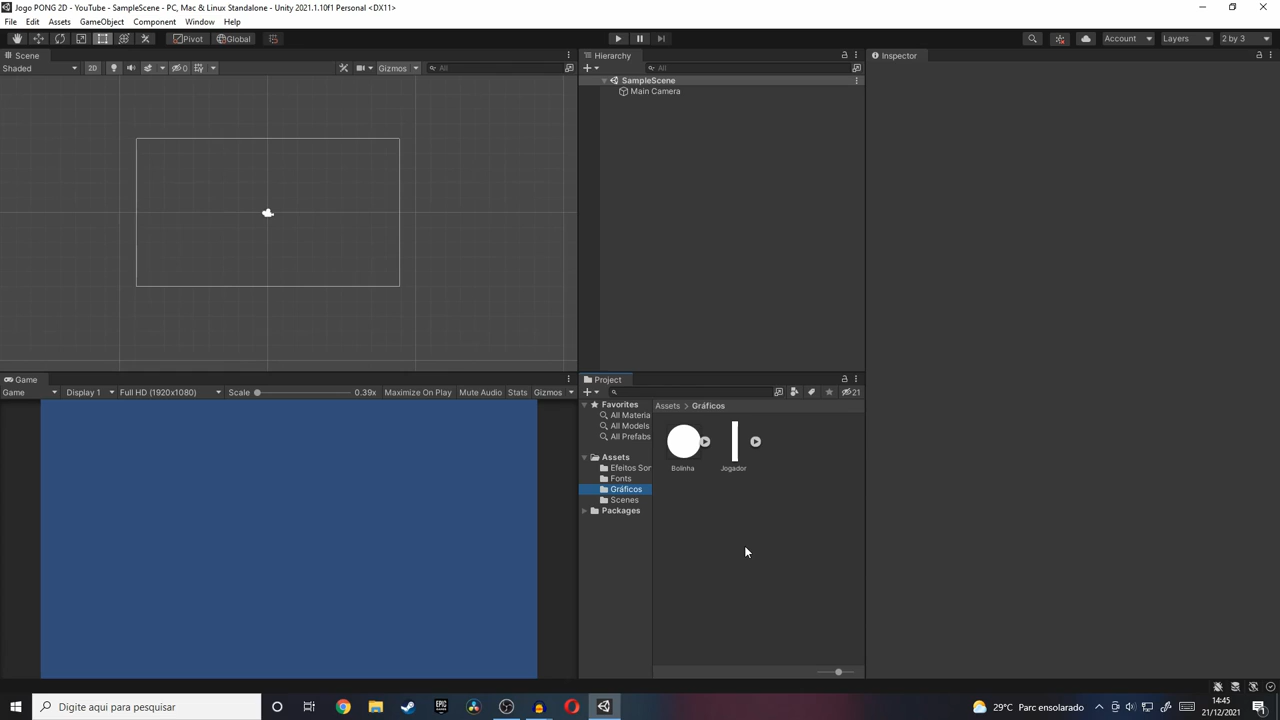 Jogo PONG 2D - YouTube - SampleScene - PC, Mac & Linux Standalone - Unity 2021.1.10f1 Personal <DX11>
File Edit Assets GameObject Component Window Help
Pivot Global Account Layers 2 by 3
Scene
Shaded 2D 0 Gizmos All
Hierarchy
All
SampleScene
Main Camera
Inspector
Game
Game Display 1 Full HD (1920x1080) Scale 0.39x Maximize On Play Mute Audio Stats Gizmos
Project
21
Favorites
All Materia
All Models
All Prefabs
Assets
Efeitos Sor
Fonts
Gráficos
Scenes
Packages
Assets > Gráficos
Bolinha Jogador
Digite aqui para pesquisar
EPIC GAMES
29°C Parc ensolarado
14:45
21/12/2021
1